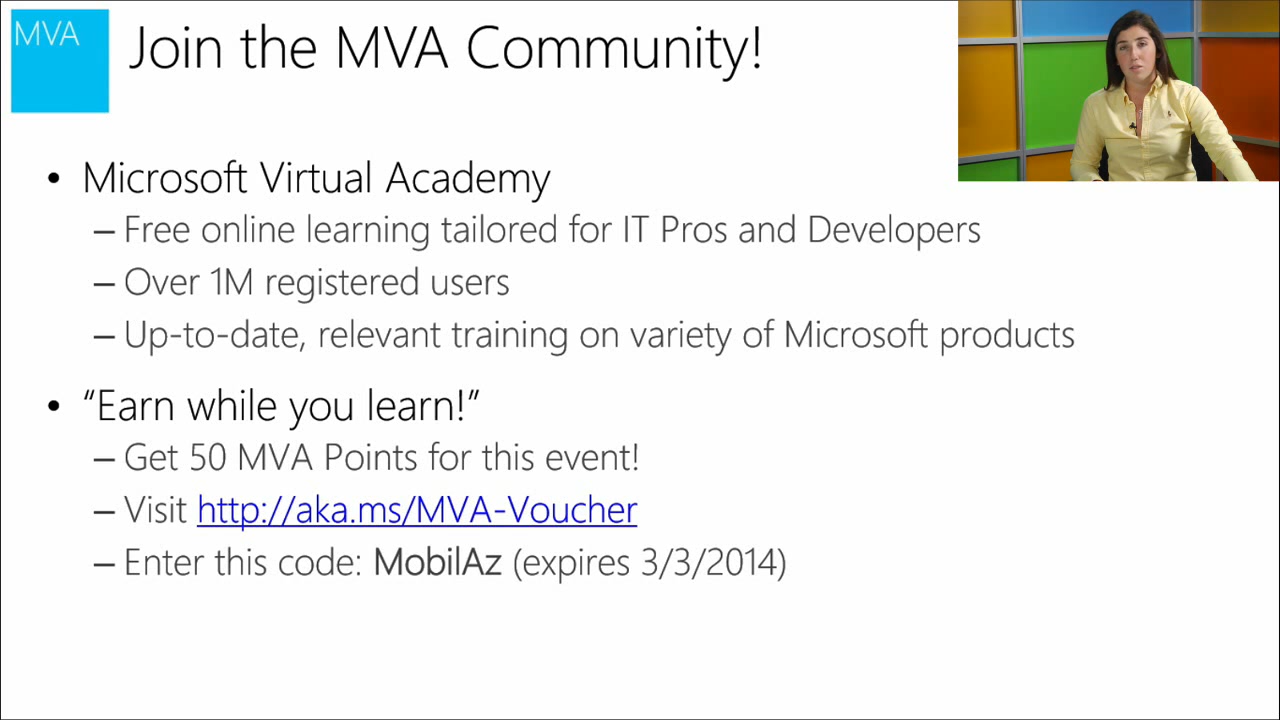 MVA
Join the MVA Community!
• Microsoft Virtual Academy
– Free online learning tailored for IT Pros and Developers
– Over 1M registered users
– Up-to-date, relevant training on variety of Microsoft products
• “Earn while you learn!”
– Get 50 MVA Points for this event!
– Visit http://aka.ms/MVA-Voucher
– Enter this code: MobilAz (expires 3/3/2014)